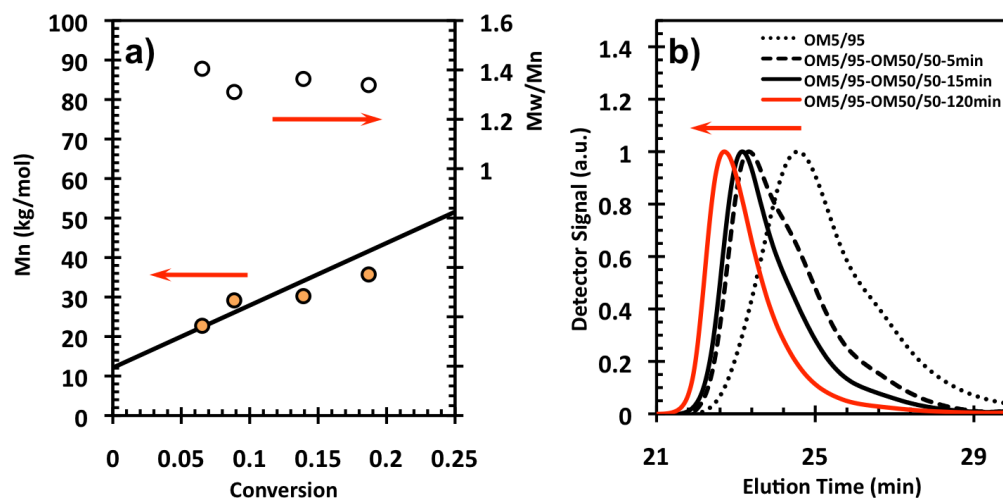 a)
100
90
80
70
60
50
40
30
20
10
0
Mn (kg/mol)
1.6
1.4
1.2
1
Mw/Mn
0 0.05 0.1 0.15 0.2 0.25
Conversion
b)
OM5/95
OM5/95-OM50/50-5min
OM5/95-OM50/50-15min
OM5/95-OM50/50-120min
1.4
1.2
1
0.8
0.6
0.4
0.2
0
Detector Signal (a.u.)
21 25 29
Elution Time (min)